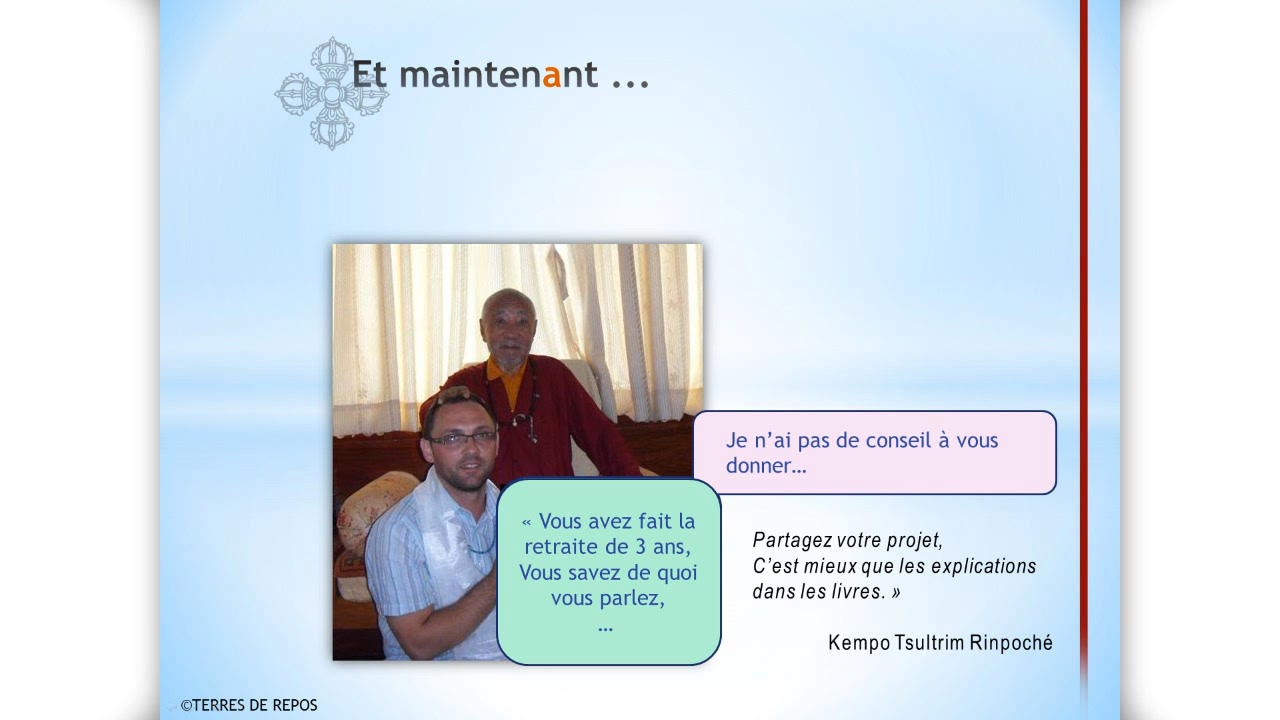 Et maintenant ...
Je n’ai pas de conseil à vous
donner…
« Vous avez fait la
retraite de 3 ans,
Vous savez de quoi
vous parlez,
…
Partagez votre projet,
C’est mieux que les explications
dans les livres. »
Kempo Tsultrim Rinpoché
©TERRES DE REPOS